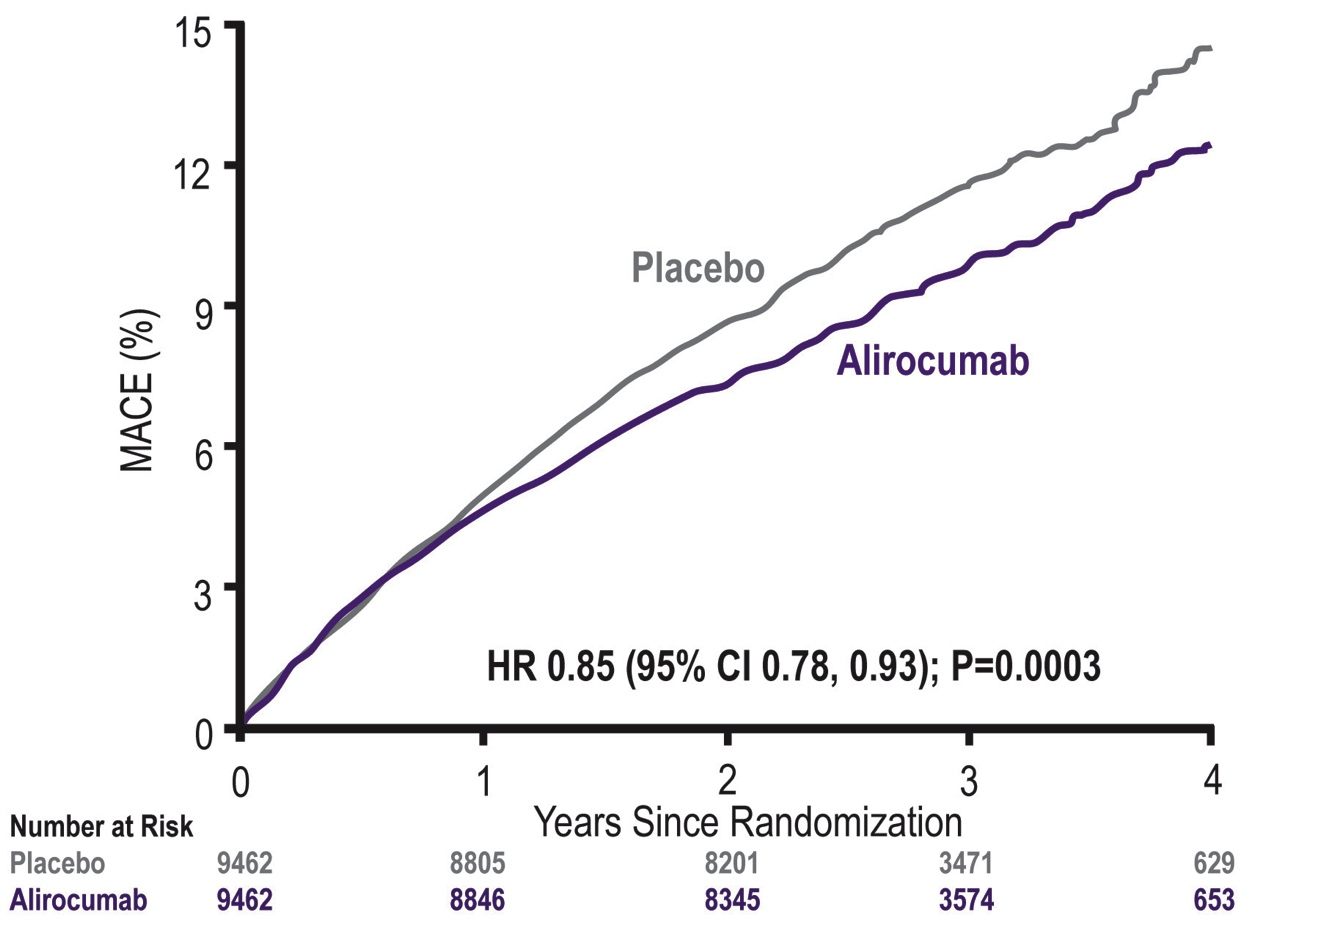 15
12
9
6
3
0
MACE (%)
Placebo
Alirocumab
HR 0.85 (95% CI 0.78, 0.93); P=0.0003
0 1 2 3 4
Years Since Randomization
Number at Risk
Placebo 9462 8805 8201 3471 629
Alirocumab 9462 8846 8345 3574 653